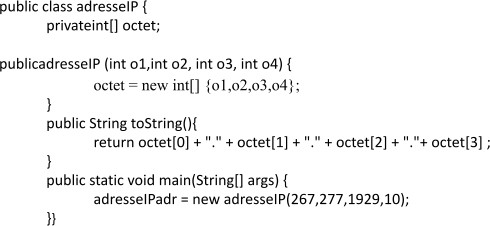 public class adresseIP {
privateint[] octet;
publicadresseIP (int o1,int o2, int o3, int o4) {
octet = new int[] {o1,o2,o3,o4};
}
public String toString(){
return octet[0] + "." + octet[1] + "." + octet[2] + "."+ octet[3] ;
}
public static void main(String[] args) {
adresseIPadr = new adresseIP(267,277,1929,10);
}}